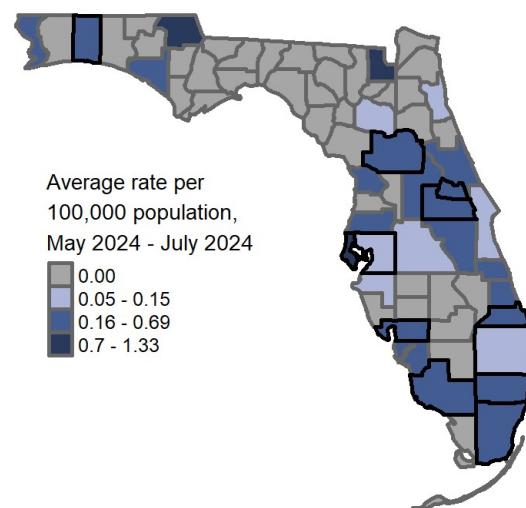 Average rate per
100,000 population,
May 2024 - July 2024
0.00
0.05 - 0.15
0.16 - 0.69
0.7 - 1.33